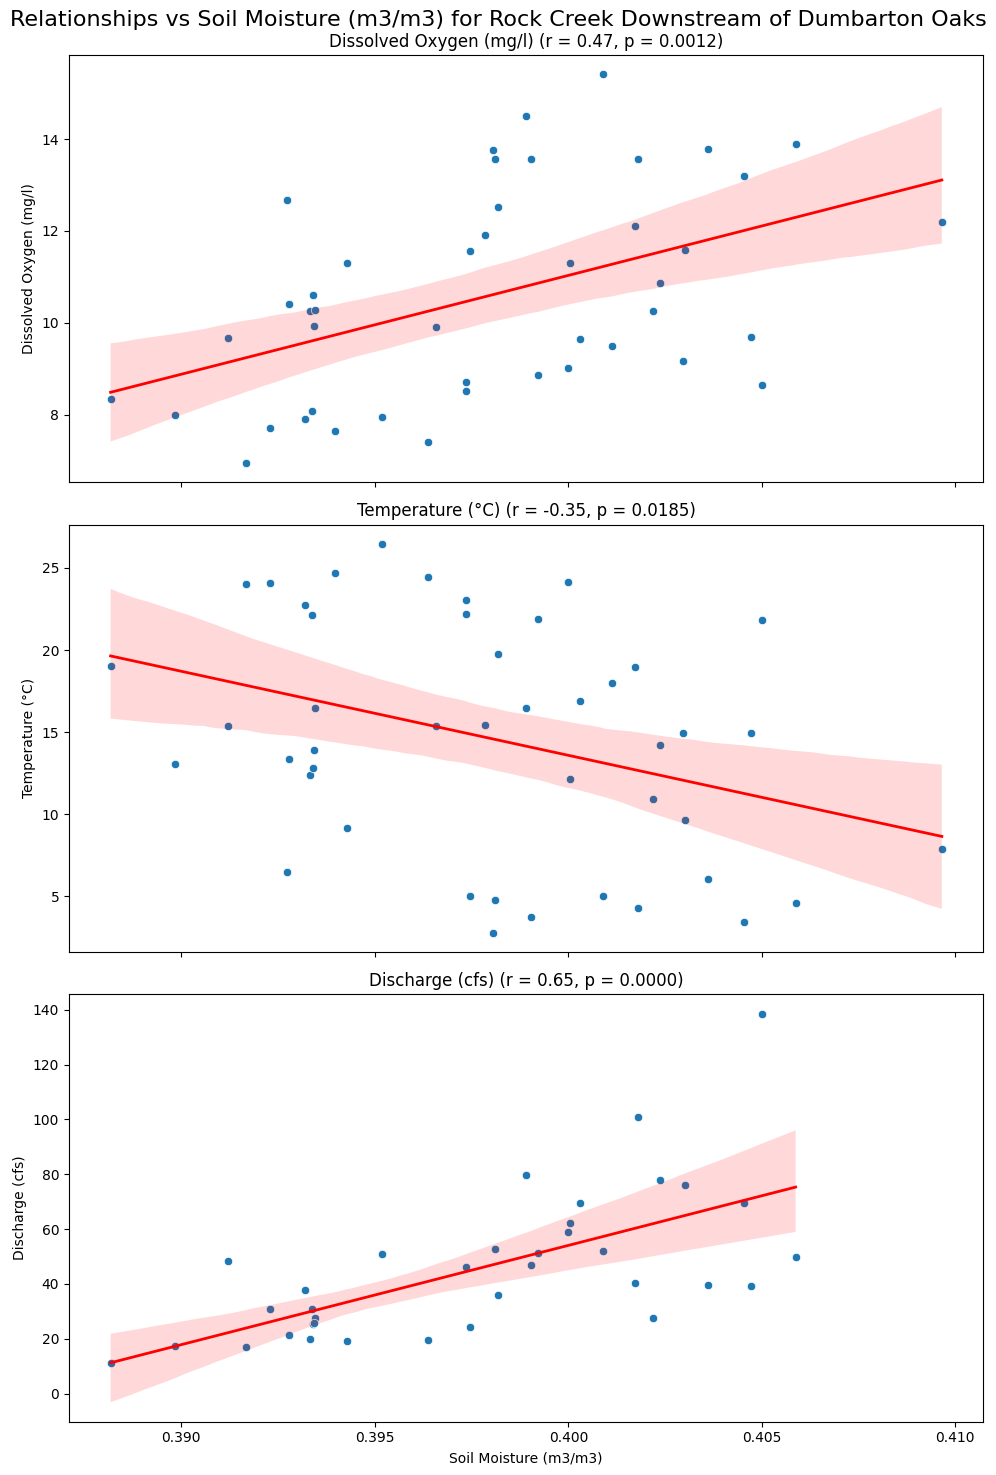 Relationships vs Soil Moisture (m3/m3) for Rock Creek Downstream of Dumbarton Oaks
Dissolved Oxygen (mg/l) (r = 0.47, p = 0.0012)
Dissolved Oxygen (mg/l)
14
12
10
8
Temperature (°C) (r = -0.35, p = 0.0185)
Temperature (°C)
25
20
15
10
5
Discharge (cfs) (r = 0.65, p = 0.0000)
Discharge (cfs)
140
120
100
80
60
40
20
0
0.390 0.395 0.400 0.405 0.410
Soil Moisture (m3/m3)